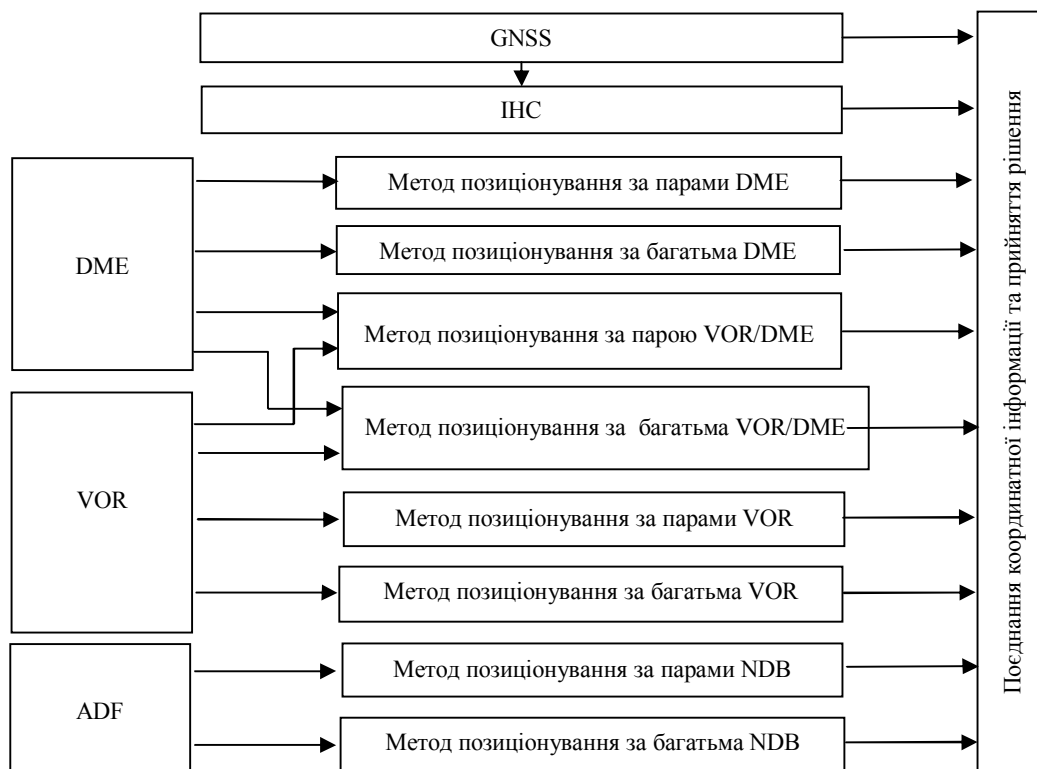 GNSS
ІНС
Метод позиціонування за парами DME
Метод позиціонування за багатьма DME
DME
Метод позиціонування за парою VOR/DME
Метод позиціонування за багатьма VOR/DME
VOR
Метод позиціонування за парами VOR
Метод позиціонування за багатьма VOR
Метод позиціонування за парами NDB
ADF
Метод позиціонування за багатьма NDB
Поєднання координатної інформації та прийняття рішення